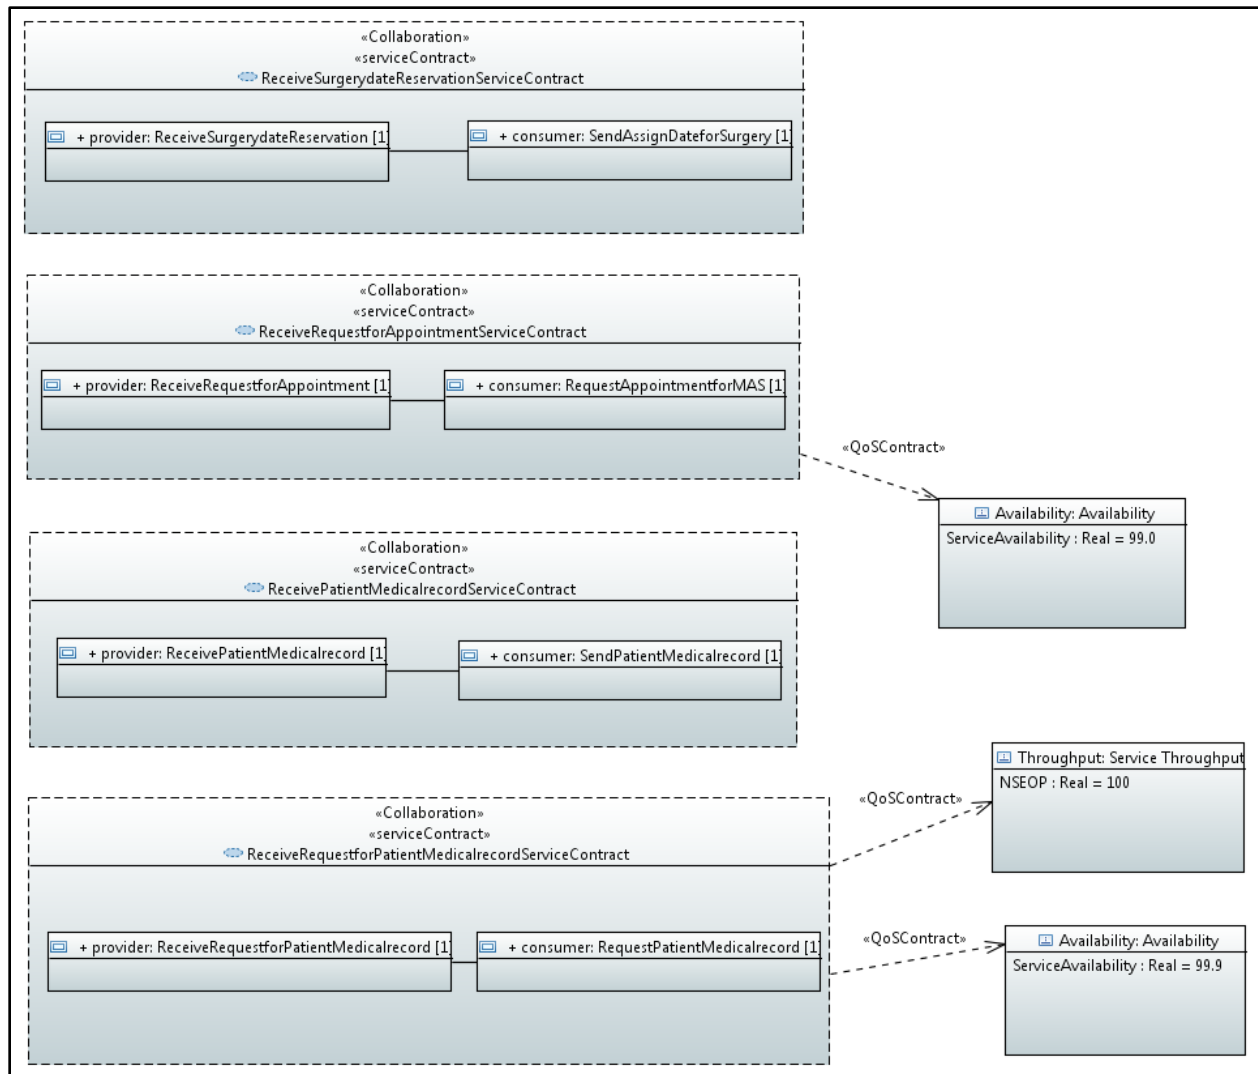 «Collaboration»
«serviceContract»
ReceiveSurgerydateReservationServiceContract
+ provider: ReceiveSurgerydateReservation [1]
+ consumer: SendAssignDateforSurgery [1]
«Collaboration»
«serviceContract»
ReceiveRequestforAppointmentServiceContract
+ provider: ReceiveRequestforAppointment [1]
+ consumer: RequestAppointmentforMAS [1]
«QoSContract»
Availability: Availability
ServiceAvailability : Real = 99.0
«Collaboration»
«serviceContract»
ReceivePatientMedicalrecordServiceContract
+ provider: ReceivePatientMedicalrecord [1]
+ consumer: SendPatientMedicalrecord [1]
«Collaboration»
«serviceContract»
ReceiveRequestforPatientMedicalrecordServiceContract
+ provider: ReceiveRequestforPatientMedicalrecord [1]
+ consumer: RequestPatientMedicalrecord [1]
«QoSContract»
Throughput: Service Throughput
NSEOP : Real = 100
«QoSContract»
Availability: Availability
ServiceAvailability : Real = 99.9